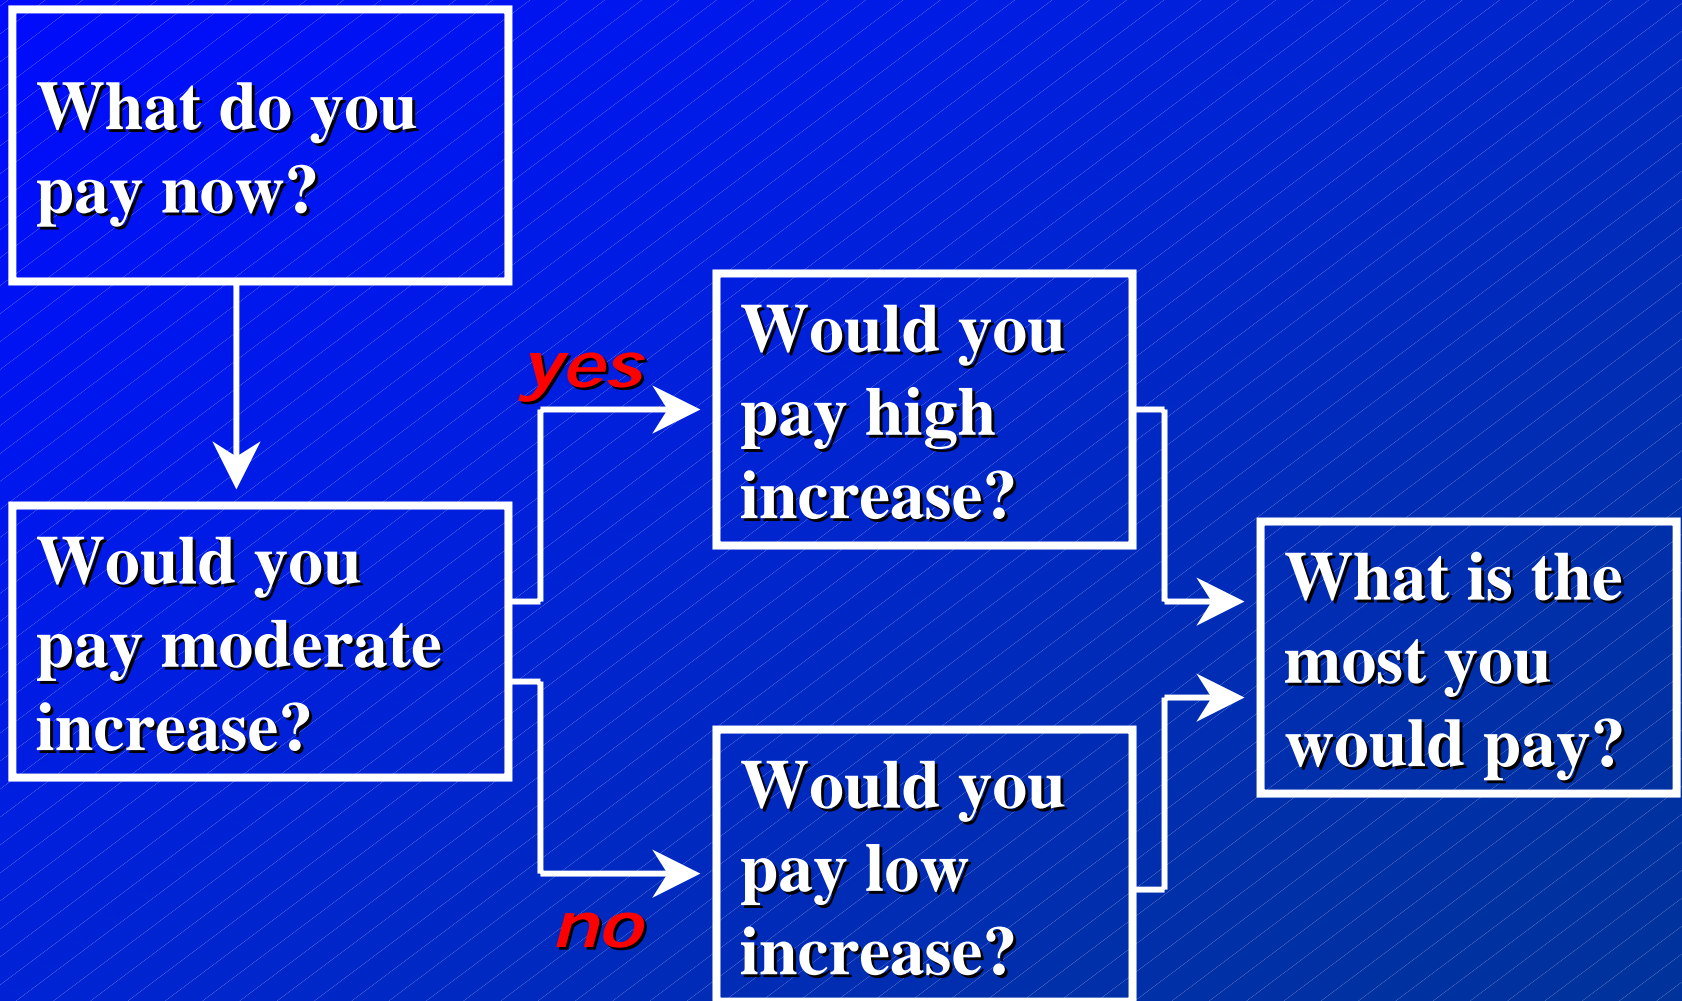 What do you
pay now?
Would you
pay moderate
increase?
yes
Would you
pay high
increase?
no
Would you
pay low
increase?
What is the
most you
would pay?